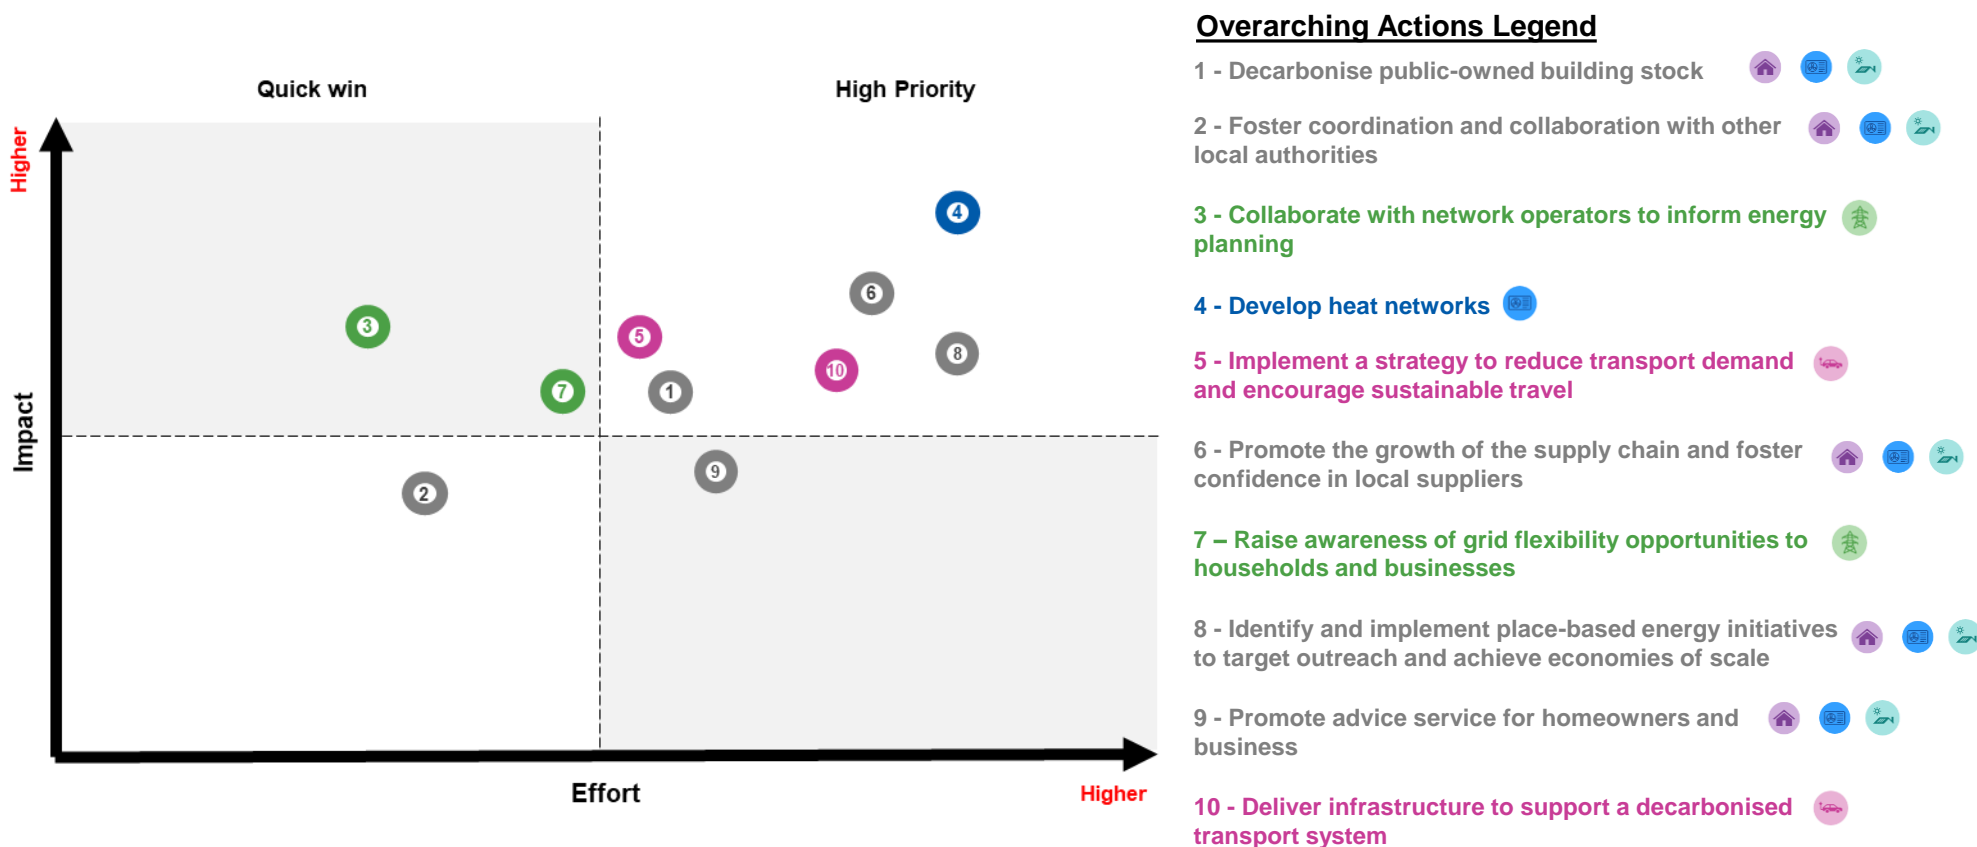 Overarching Actions Legend
Quick win
High Priority
Higher
Impact
4
6
3
5
8
10
7
1
9
2
Effort
Higher
1 - Decarbonise public-owned building stock
2 - Foster coordination and collaboration with other
local authorities
3 - Collaborate with network operators to inform energy
planning
4 - Develop heat networks
5 - Implement a strategy to reduce transport demand
and encourage sustainable travel
6 - Promote the growth of the supply chain and foster
confidence in local suppliers
7 – Raise awareness of grid flexibility opportunities to
households and businesses
8 - Identify and implement place-based energy initiatives
to target outreach and achieve economies of scale
9 - Promote advice service for homeowners and
business
10 - Deliver infrastructure to support a decarbonised
transport system